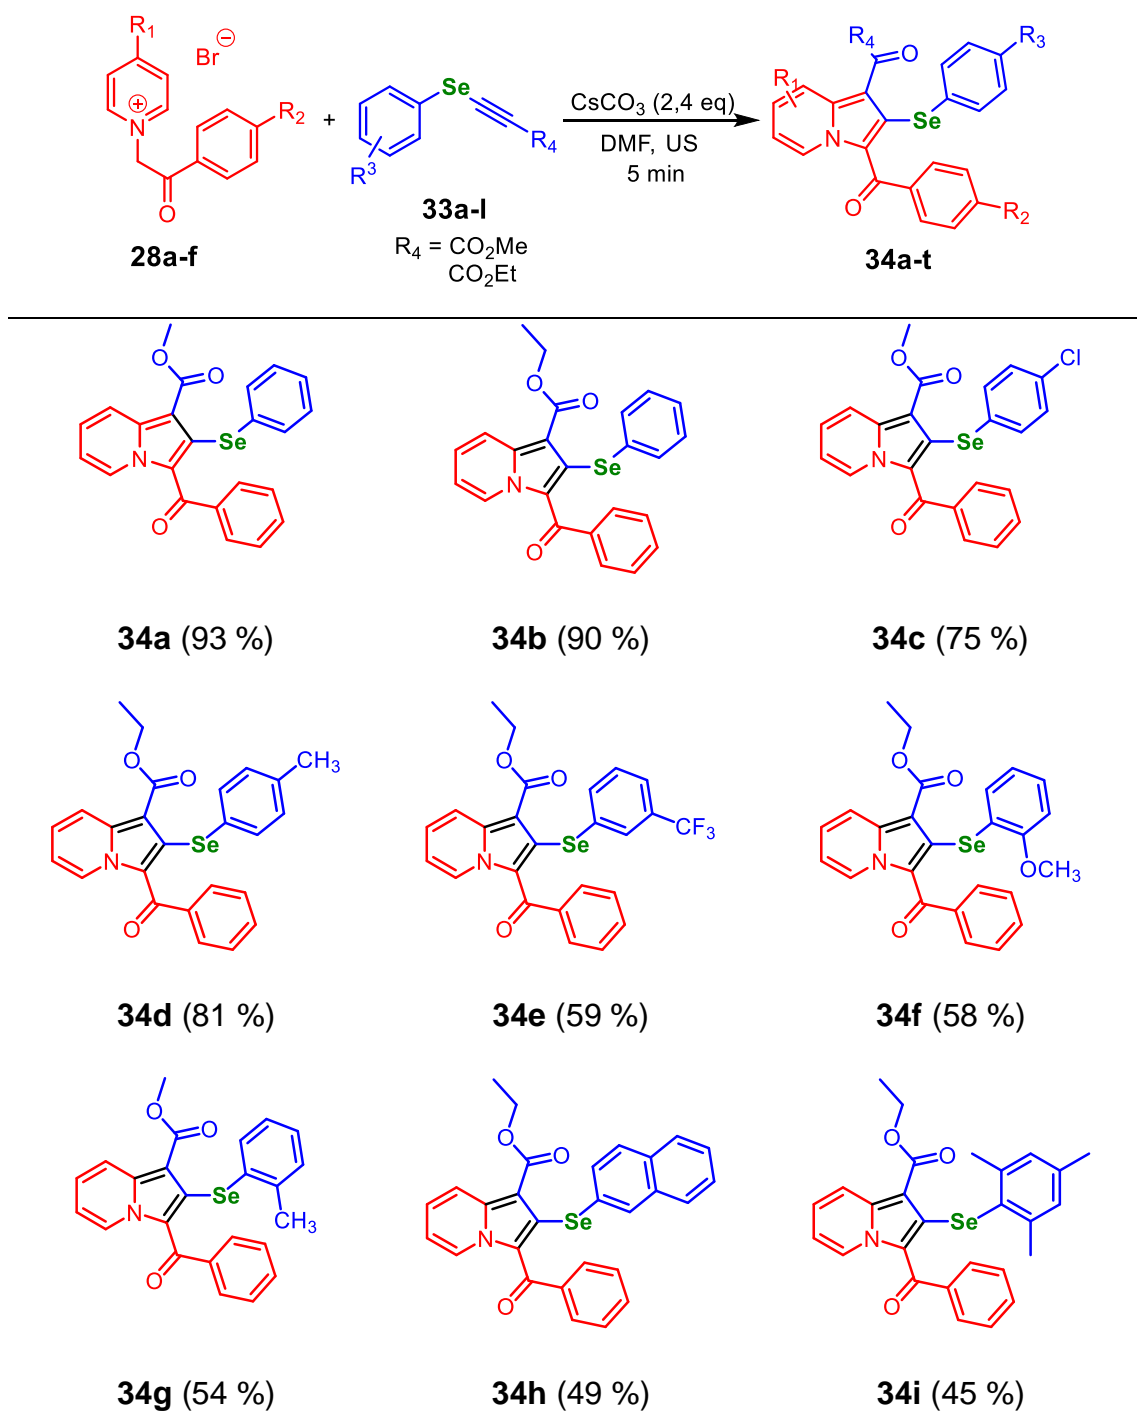 R1
Br⊖
⊕
N
O
R2
28a-f
+
Se
R3
R4
33a-l
R4 = CO2Me
CO2Et
CsCO3 (2,4 eq)
DMF, US
5 min
R4
O
R3
R1
Se
N
O
R2
34a-t
O
O
Se
N
O
34a (93 %)
O
O
Se
N
O
34b (90 %)
O
O
Cl
Se
N
O
34c (75 %)
O
O
CH3
Se
N
O
34d (81 %)
O
O
CF3
Se
N
O
34e (59 %)
O
O
Se
OCH3
N
O
34f (58 %)
O
O
Se
CH3
N
O
34g (54 %)
O
O
Se
N
O
34h (49 %)
O
O
Se
N
O
34i (45 %)